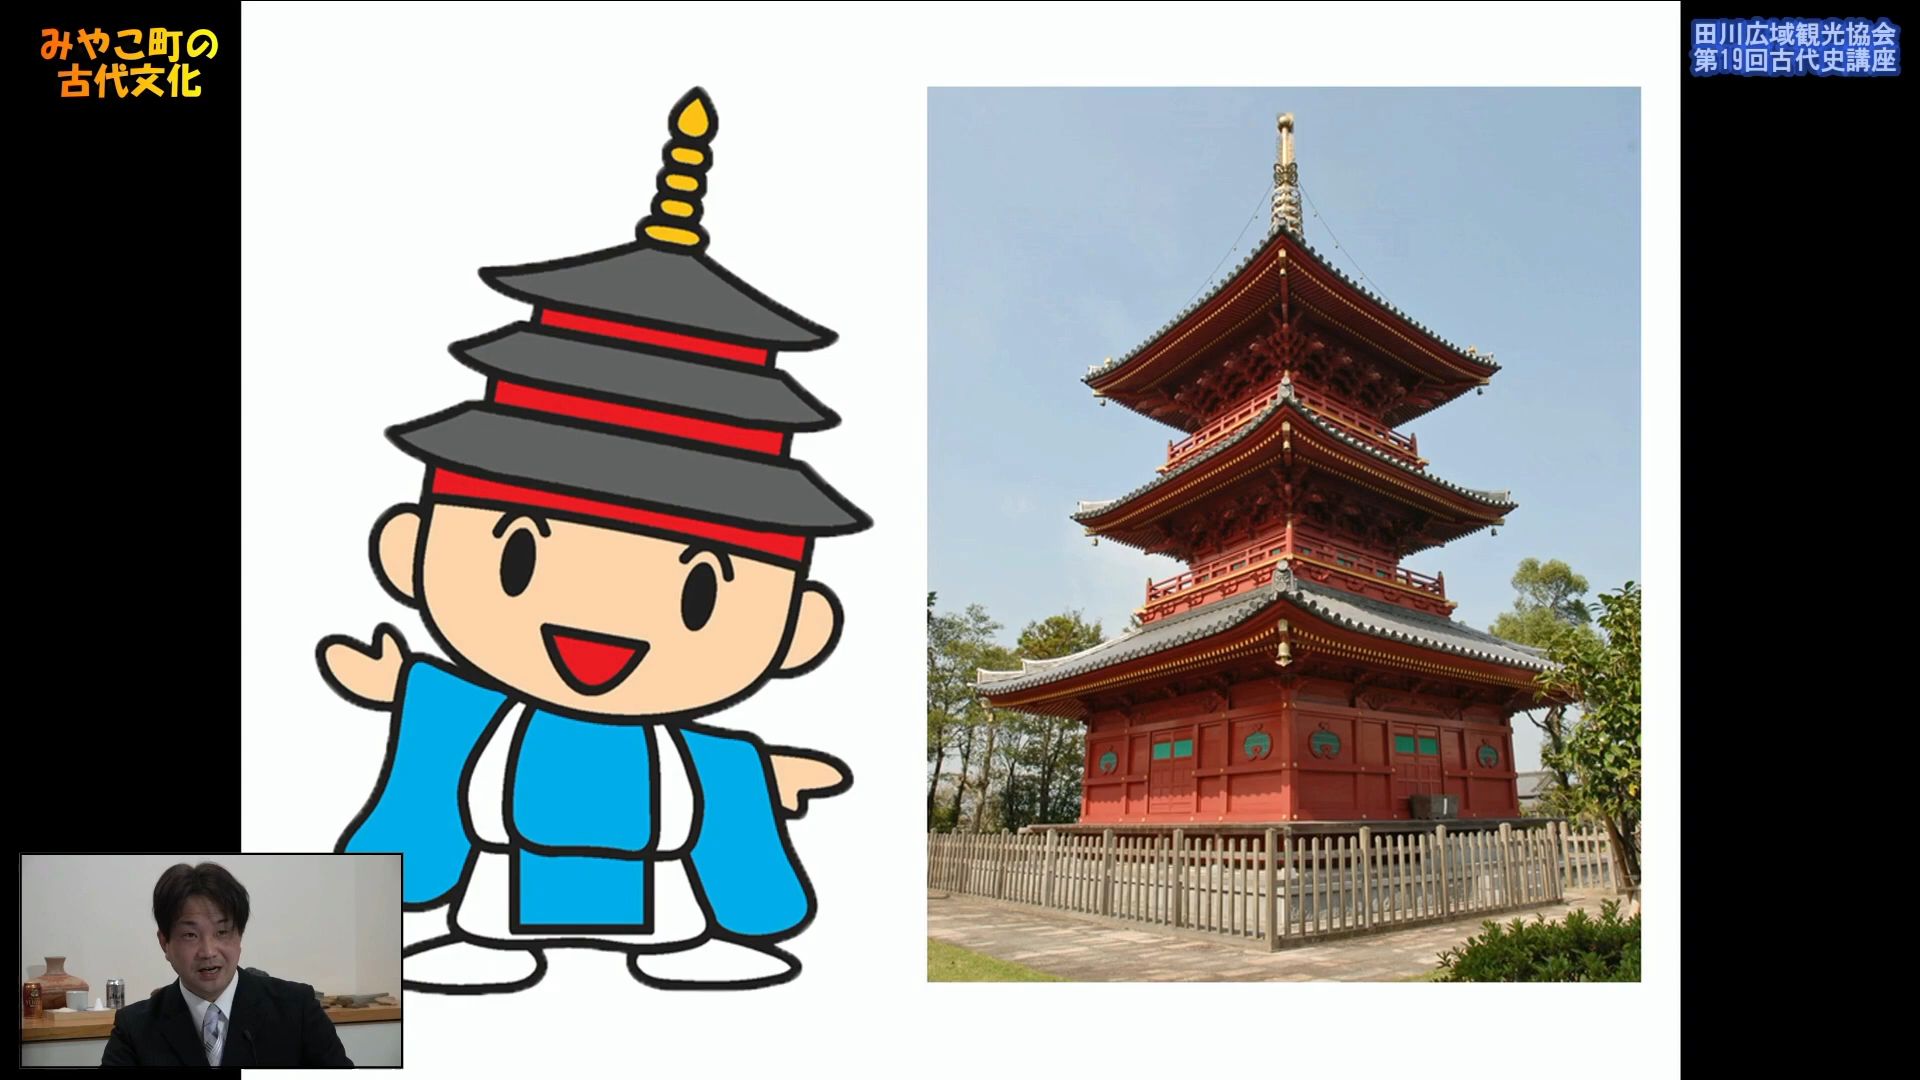 みやこ町の
古代文化
田川広域観光協会
第19回古代史講座